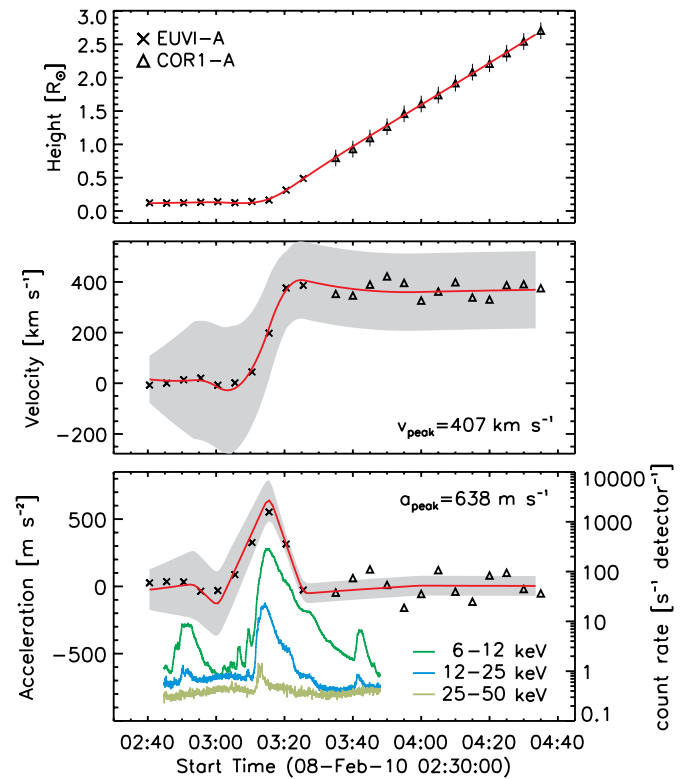 Height [R⊙]
3.0
2.5
2.0
1.5
1.0
0.5
0.0
EUVI−A
COR1−A
Velocity [km s⁻¹]
400
200
0
−200
v_peak=407 km s⁻¹
Acceleration [m s⁻²]
500
0
−500
a_peak=638 m s⁻¹
6−12 keV
12−25 keV
25−50 keV
10000
1000
100
10
1
0.1
count rate [s⁻¹ detector⁻¹]
02:40 03:00 03:20 03:40 04:00 04:20 04:40
Start Time (08−Feb−10 02:30:00)